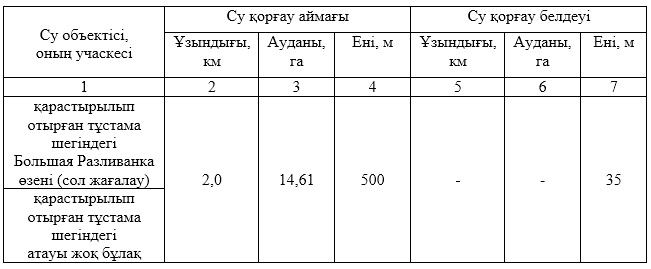 Су объектісі,
оның учаскесі
Су қорғау аймағы
Су қорғау белдеуі
Ұзындығы,
км
Ауданы,
га
Ені, м
Ұзындығы,
км
Ауданы,
га
Ені, м
1 2 3 4 5 6 7
қарастырылып
отырған тұстама
шегіндегі
Большая Разливанка
өзені (сол жағалау)
2,0 14,61 500 - - 35
қарастырылып
отырған тұстама
шегіндегі
атауы жоқ бұлақ